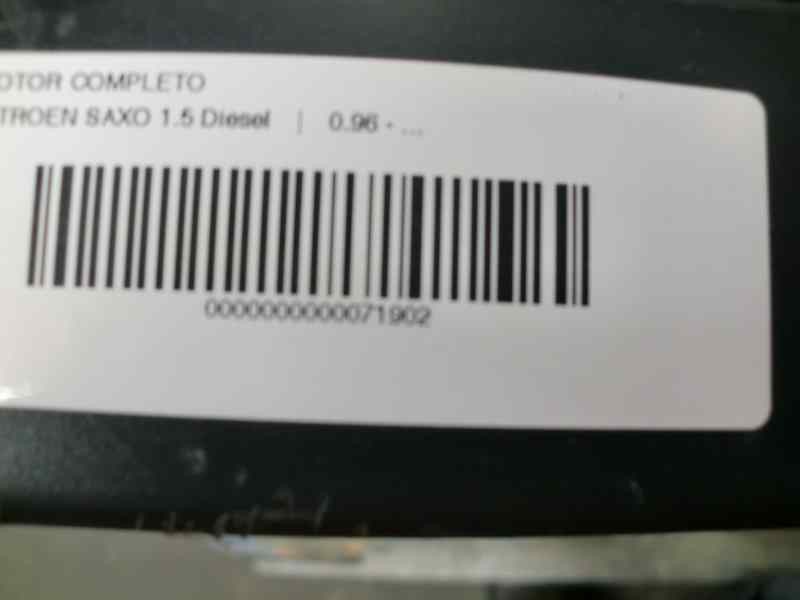 OTOR COMPLETO
TROEN SAXO 1.5 Diesel | 0.96 - ...
0000000000071902